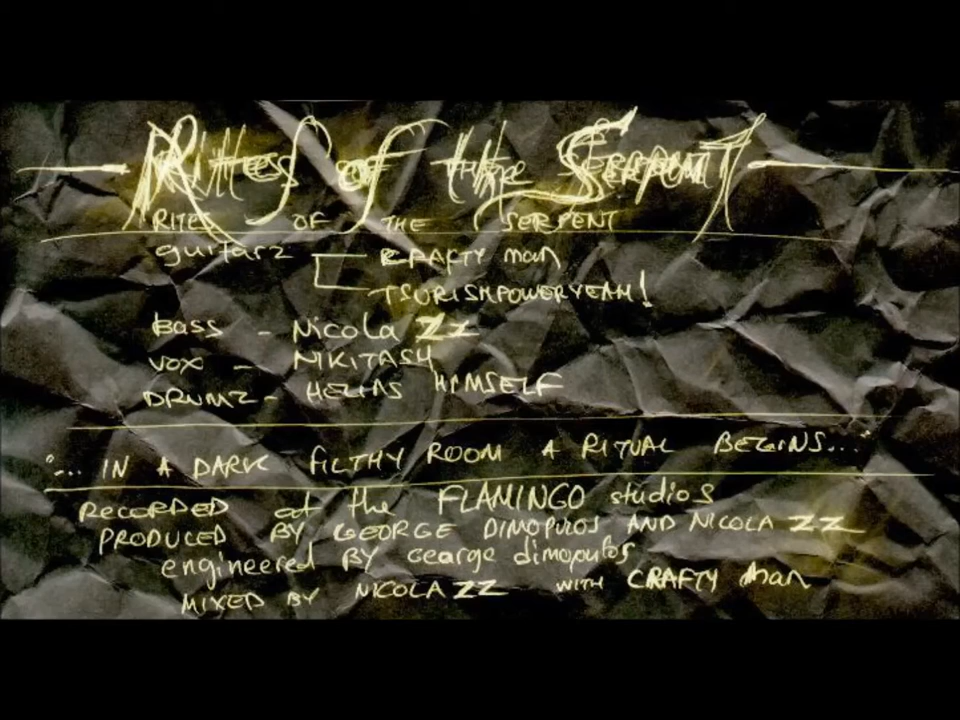 Rites of the Serpent
RITES OF THE SERPENT
guitarz CRAFTY man
TSURISHPOWERYEAH!
BASS - Nicola ZZ
VOX - NIKITASH
DRUMZ - HELIAS HIMSELF
"... IN A DARK FILTHY ROOM A RITUAL BEGINS..."
RECORDED at the FLAMINGO studios
PRODUCED BY GEORGE DIMOPULOS AND NICOLA ZZ
engineered BY George dimopoulos
MIXED BY NICOLA ZZ WITH CRAFTY man